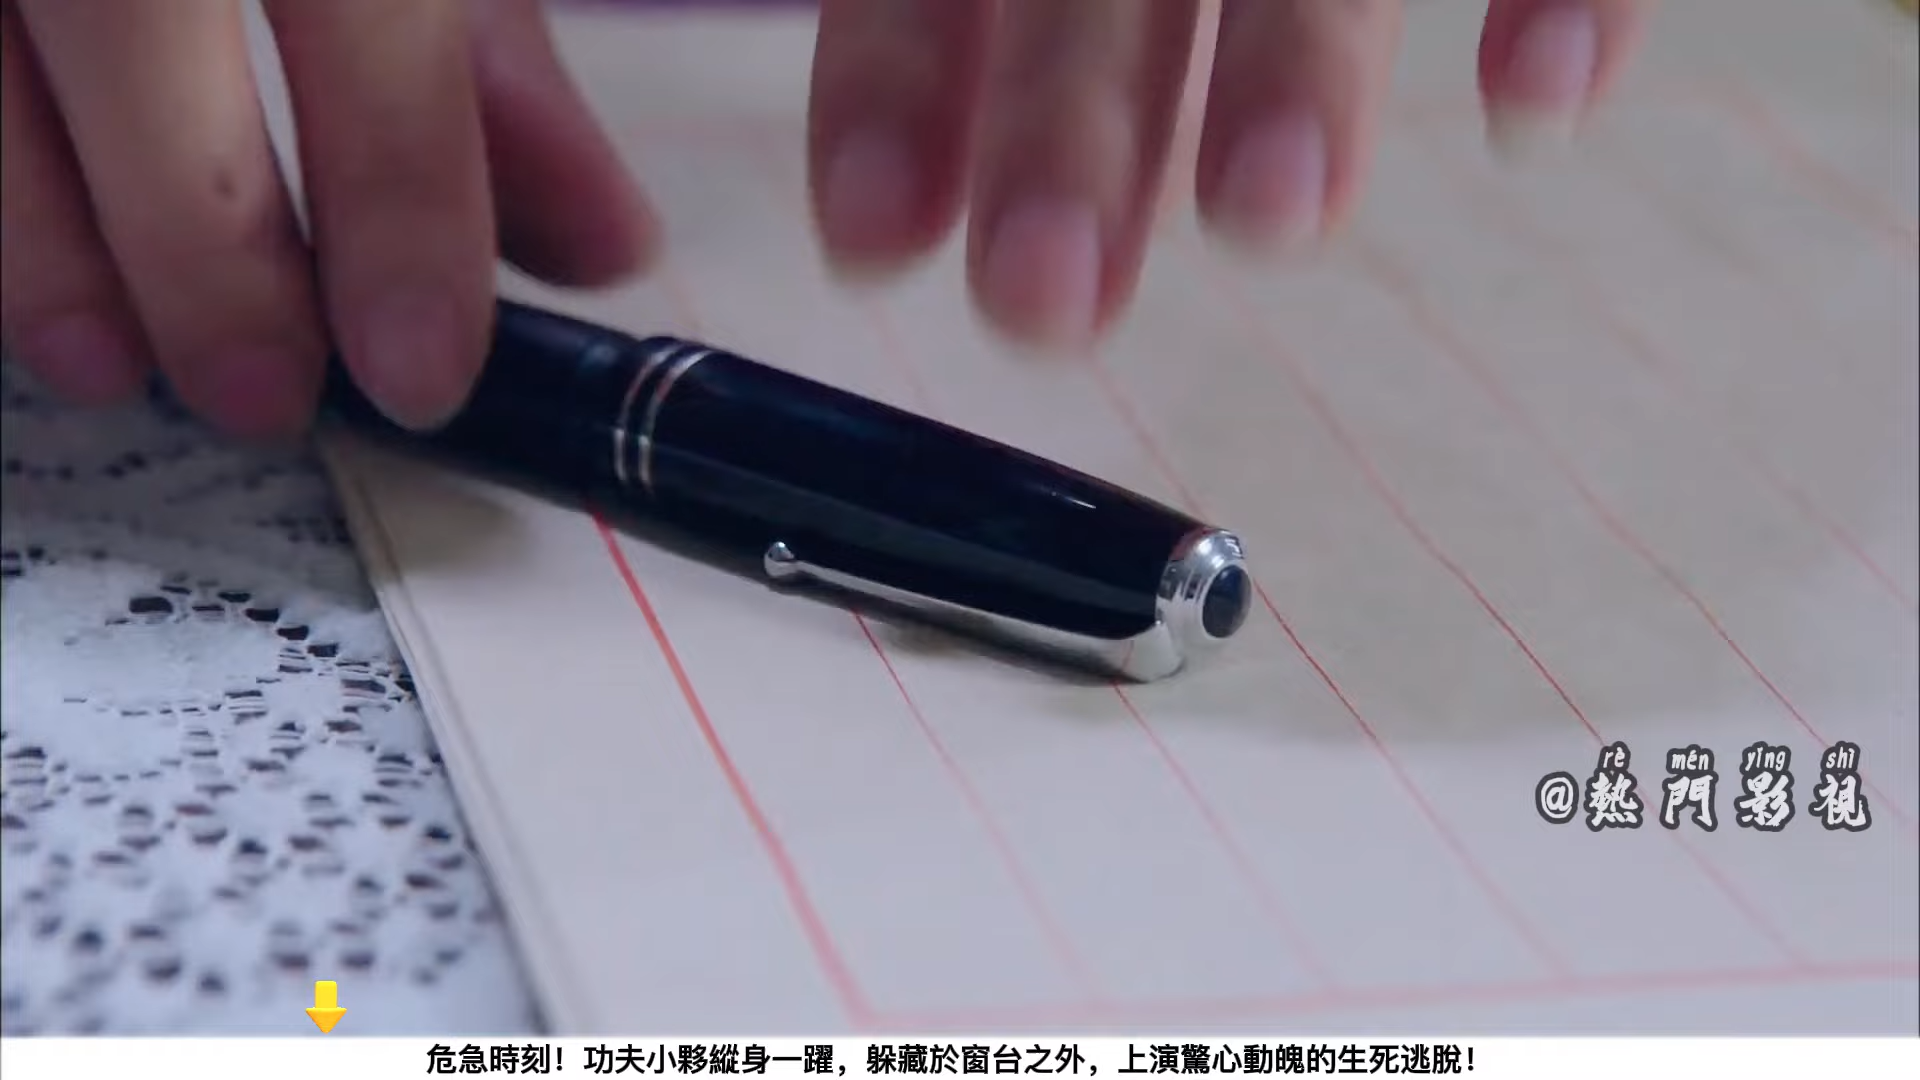 rè mén yǐng shì
@熱門影視
危急時刻！功夫小夥縱身一躍，躲藏於窗台之外，上演驚心動魄的生死逃脫！